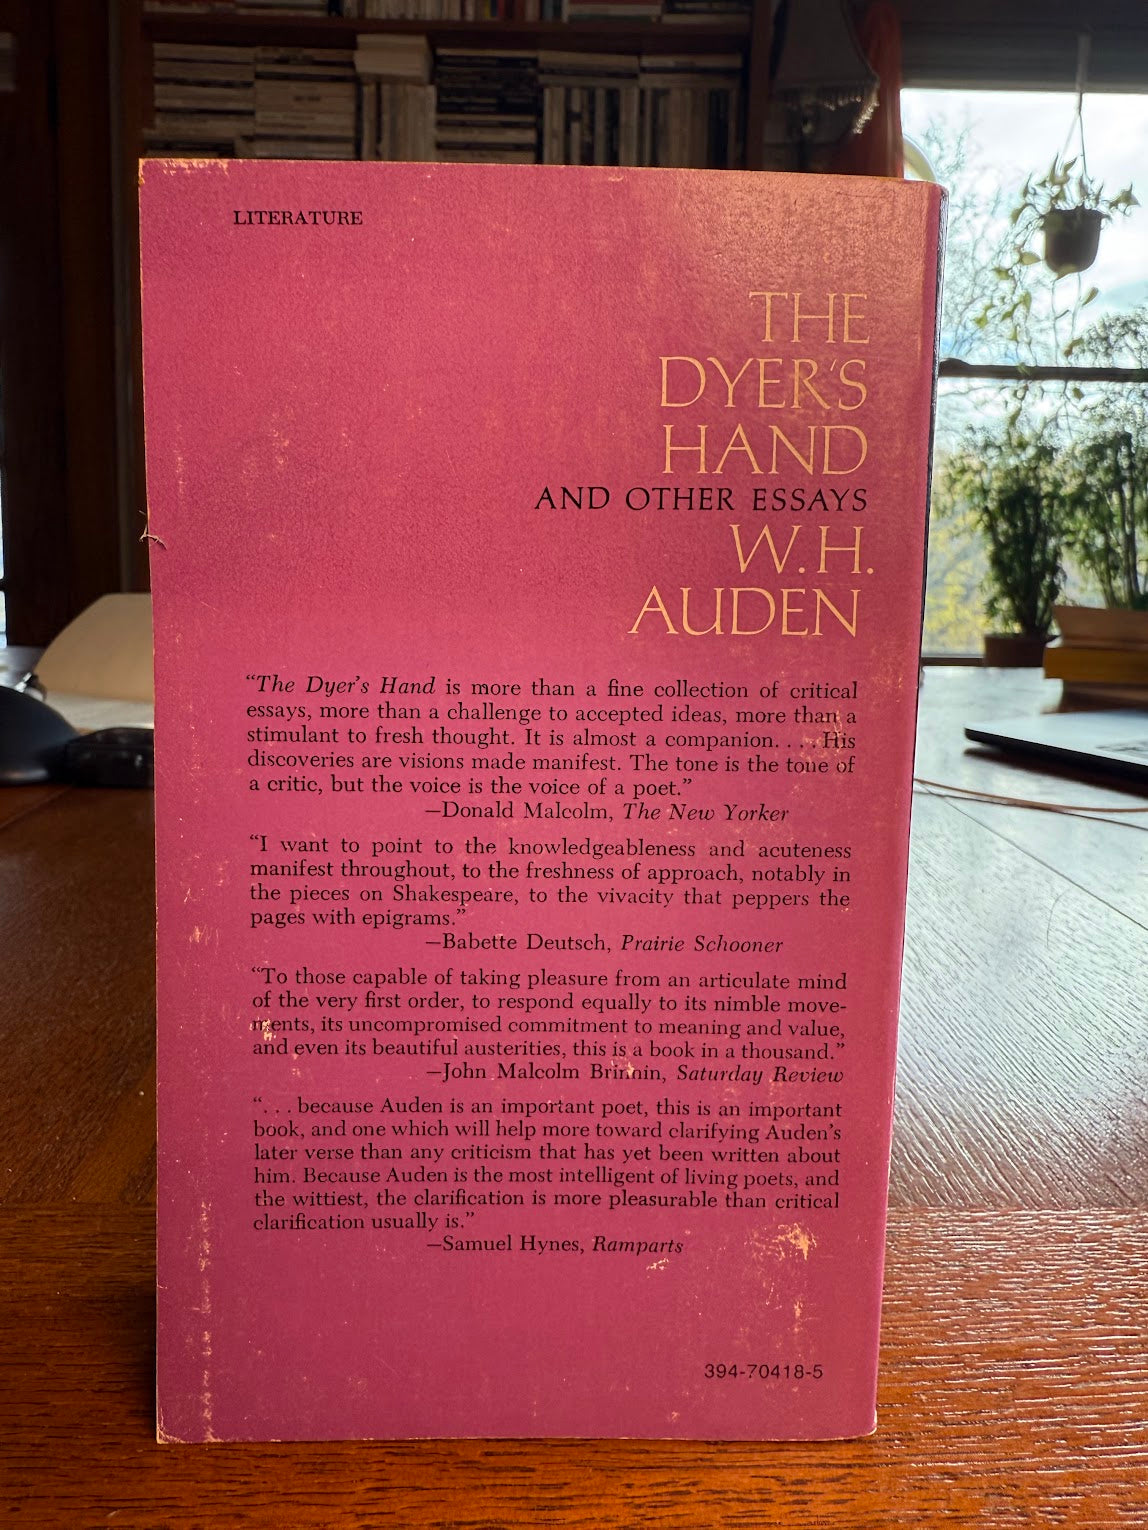 LITERATURE
THE
DYER'S
HAND
AND OTHER ESSAYS
W. H.
AUDEN
“The Dyer’s Hand is more than a fine collection of critical
essays, more than a challenge to accepted ideas, more than a
stimulant to fresh thought. It is almost a companion. . . . His
discoveries are visions made manifest. The tone is the tone of
a critic, but the voice is the voice of a poet.”
—Donald Malcolm, The New Yorker
“I want to point to the knowledgeableness and acuteness
manifest throughout, to the freshness of approach, notably in
the pieces on Shakespeare, to the vivacity that peppers the
pages with epigrams.”
—Babette Deutsch, Prairie Schooner
“To those capable of taking pleasure from an articulate mind
of the very first order, to respond equally to its nimble move-
ments, its uncompromised commitment to meaning and value,
and even its beautiful austerities, this is a book in a thousand.”
—John Malcolm Brinnin, Saturday Review
“. . . because Auden is an important poet, this is an important
book, and one which will help more toward clarifying Auden’s
later verse than any criticism that has yet been written about
him. Because Auden is the most intelligent of living poets, and
the wittiest, the clarification is more pleasurable than critical
clarification usually is.”
—Samuel Hynes, Ramparts
394-70418-5